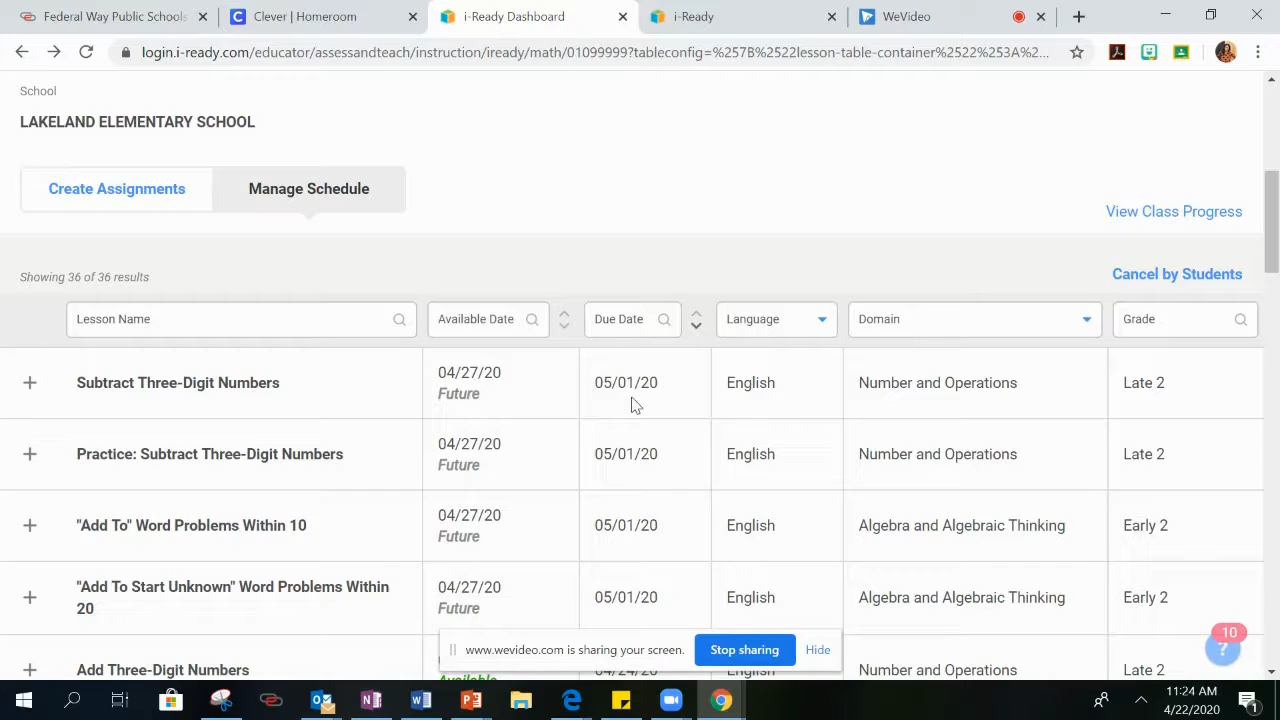 Federal Way Public Schools
Clever | Homeroom
i-Ready Dashboard
i-Ready
WeVideo
login.i-ready.com/educator/assessandteach/instruction/iready/math/01099999?tableconfig=%257B%2522lesson-table-container%2522%253A%2...
School
LAKELAND ELEMENTARY SCHOOL
Create Assignments
Manage Schedule
View Class Progress
Showing 36 of 36 results
Cancel by Students
Lesson Name
Available Date
Due Date
Language
Domain
Grade
Subtract Three-Digit Numbers
04/27/20
Future
05/01/20
English
Number and Operations
Late 2
Practice: Subtract Three-Digit Numbers
04/27/20
Future
05/01/20
English
Number and Operations
Late 2
"Add To" Word Problems Within 10
04/27/20
Future
05/01/20
English
Algebra and Algebraic Thinking
Early 2
"Add To Start Unknown" Word Problems Within
20
04/27/20
Future
05/01/20
English
Algebra and Algebraic Thinking
Early 2
10
?
www.wevideo.com is sharing your screen.
Stop sharing
Hide
Add Three-Digit Numbers
Available
04/24/20
English
Number and Operations
Late 2
11:24 AM
4/22/2020
1